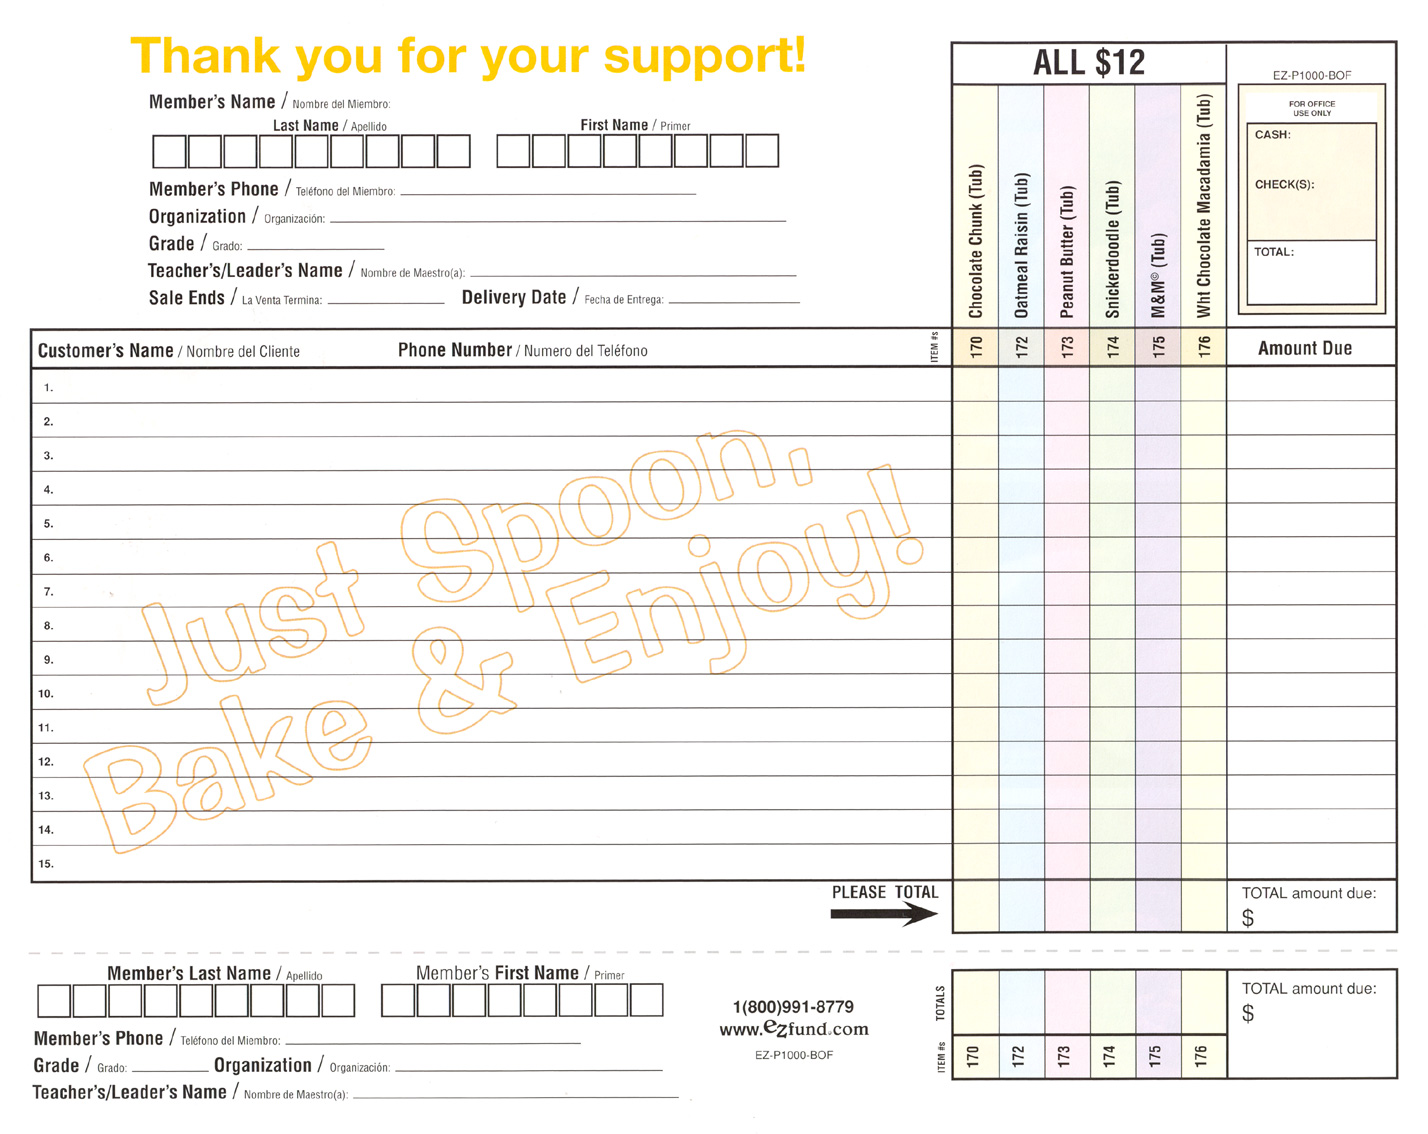 Thank you for your support!
Member's Name / Nombre del Miembro:
Last Name / Apellido
First Name / Primer
Member's Phone / Teléfono del Miembro:
Organization / Organización:
Grade / Grado:
Teacher's/Leader's Name / Nombre de Maestro(a):
Sale Ends / La Venta Termina:
Delivery Date / Fecha de Entrega:
ALL $12
Chocolate Chunk (Tub)
Oatmeal Raisin (Tub)
Peanut Butter (Tub)
Snickerdoodle (Tub)
M&M© (Tub)
Wht Chocolate Macadamia (Tub)
EZ-P1000-BOF
FOR OFFICE
USE ONLY
CASH:
CHECK(S):
TOTAL:
Customer's Name / Nombre del Cliente
Phone Number / Numero del Teléfono
ITEM #s
170
172
173
174
175
176
Amount Due
1.
2.
3.
4.
5.
6.
7.
8.
9.
10.
11.
12.
13.
14.
15.
Just Spoon,
Bake & Enjoy!
PLEASE TOTAL
TOTAL amount due:
$
Member's Last Name / Apellido
Member's First Name / Primer
Member's Phone / Teléfono del Miembro:
Grade / Grado:
Organization / Organización:
Teacher's/Leader's Name / Nombre de Maestro(a):
1(800)991-8779
www.ezfund.com
EZ-P1000-BOF
TOTALS
ITEM #s
170
172
173
174
175
176
TOTAL amount due:
$